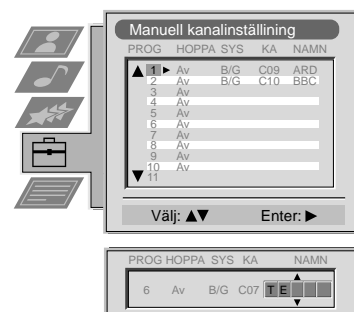 Manuell kanalinställning
PROG HOPPA SYS KA NAMN
1 Av B/G C09 ARD
2 Av B/G C10 BBC
3 Av
4 Av
5 Av
6 Av
7 Av
8 Av
9 Av
10 Av
11
Välj: ▲▼ Enter: ▶
PROG HOPPA SYS KA NAMN
6 Av B/G C07 T E